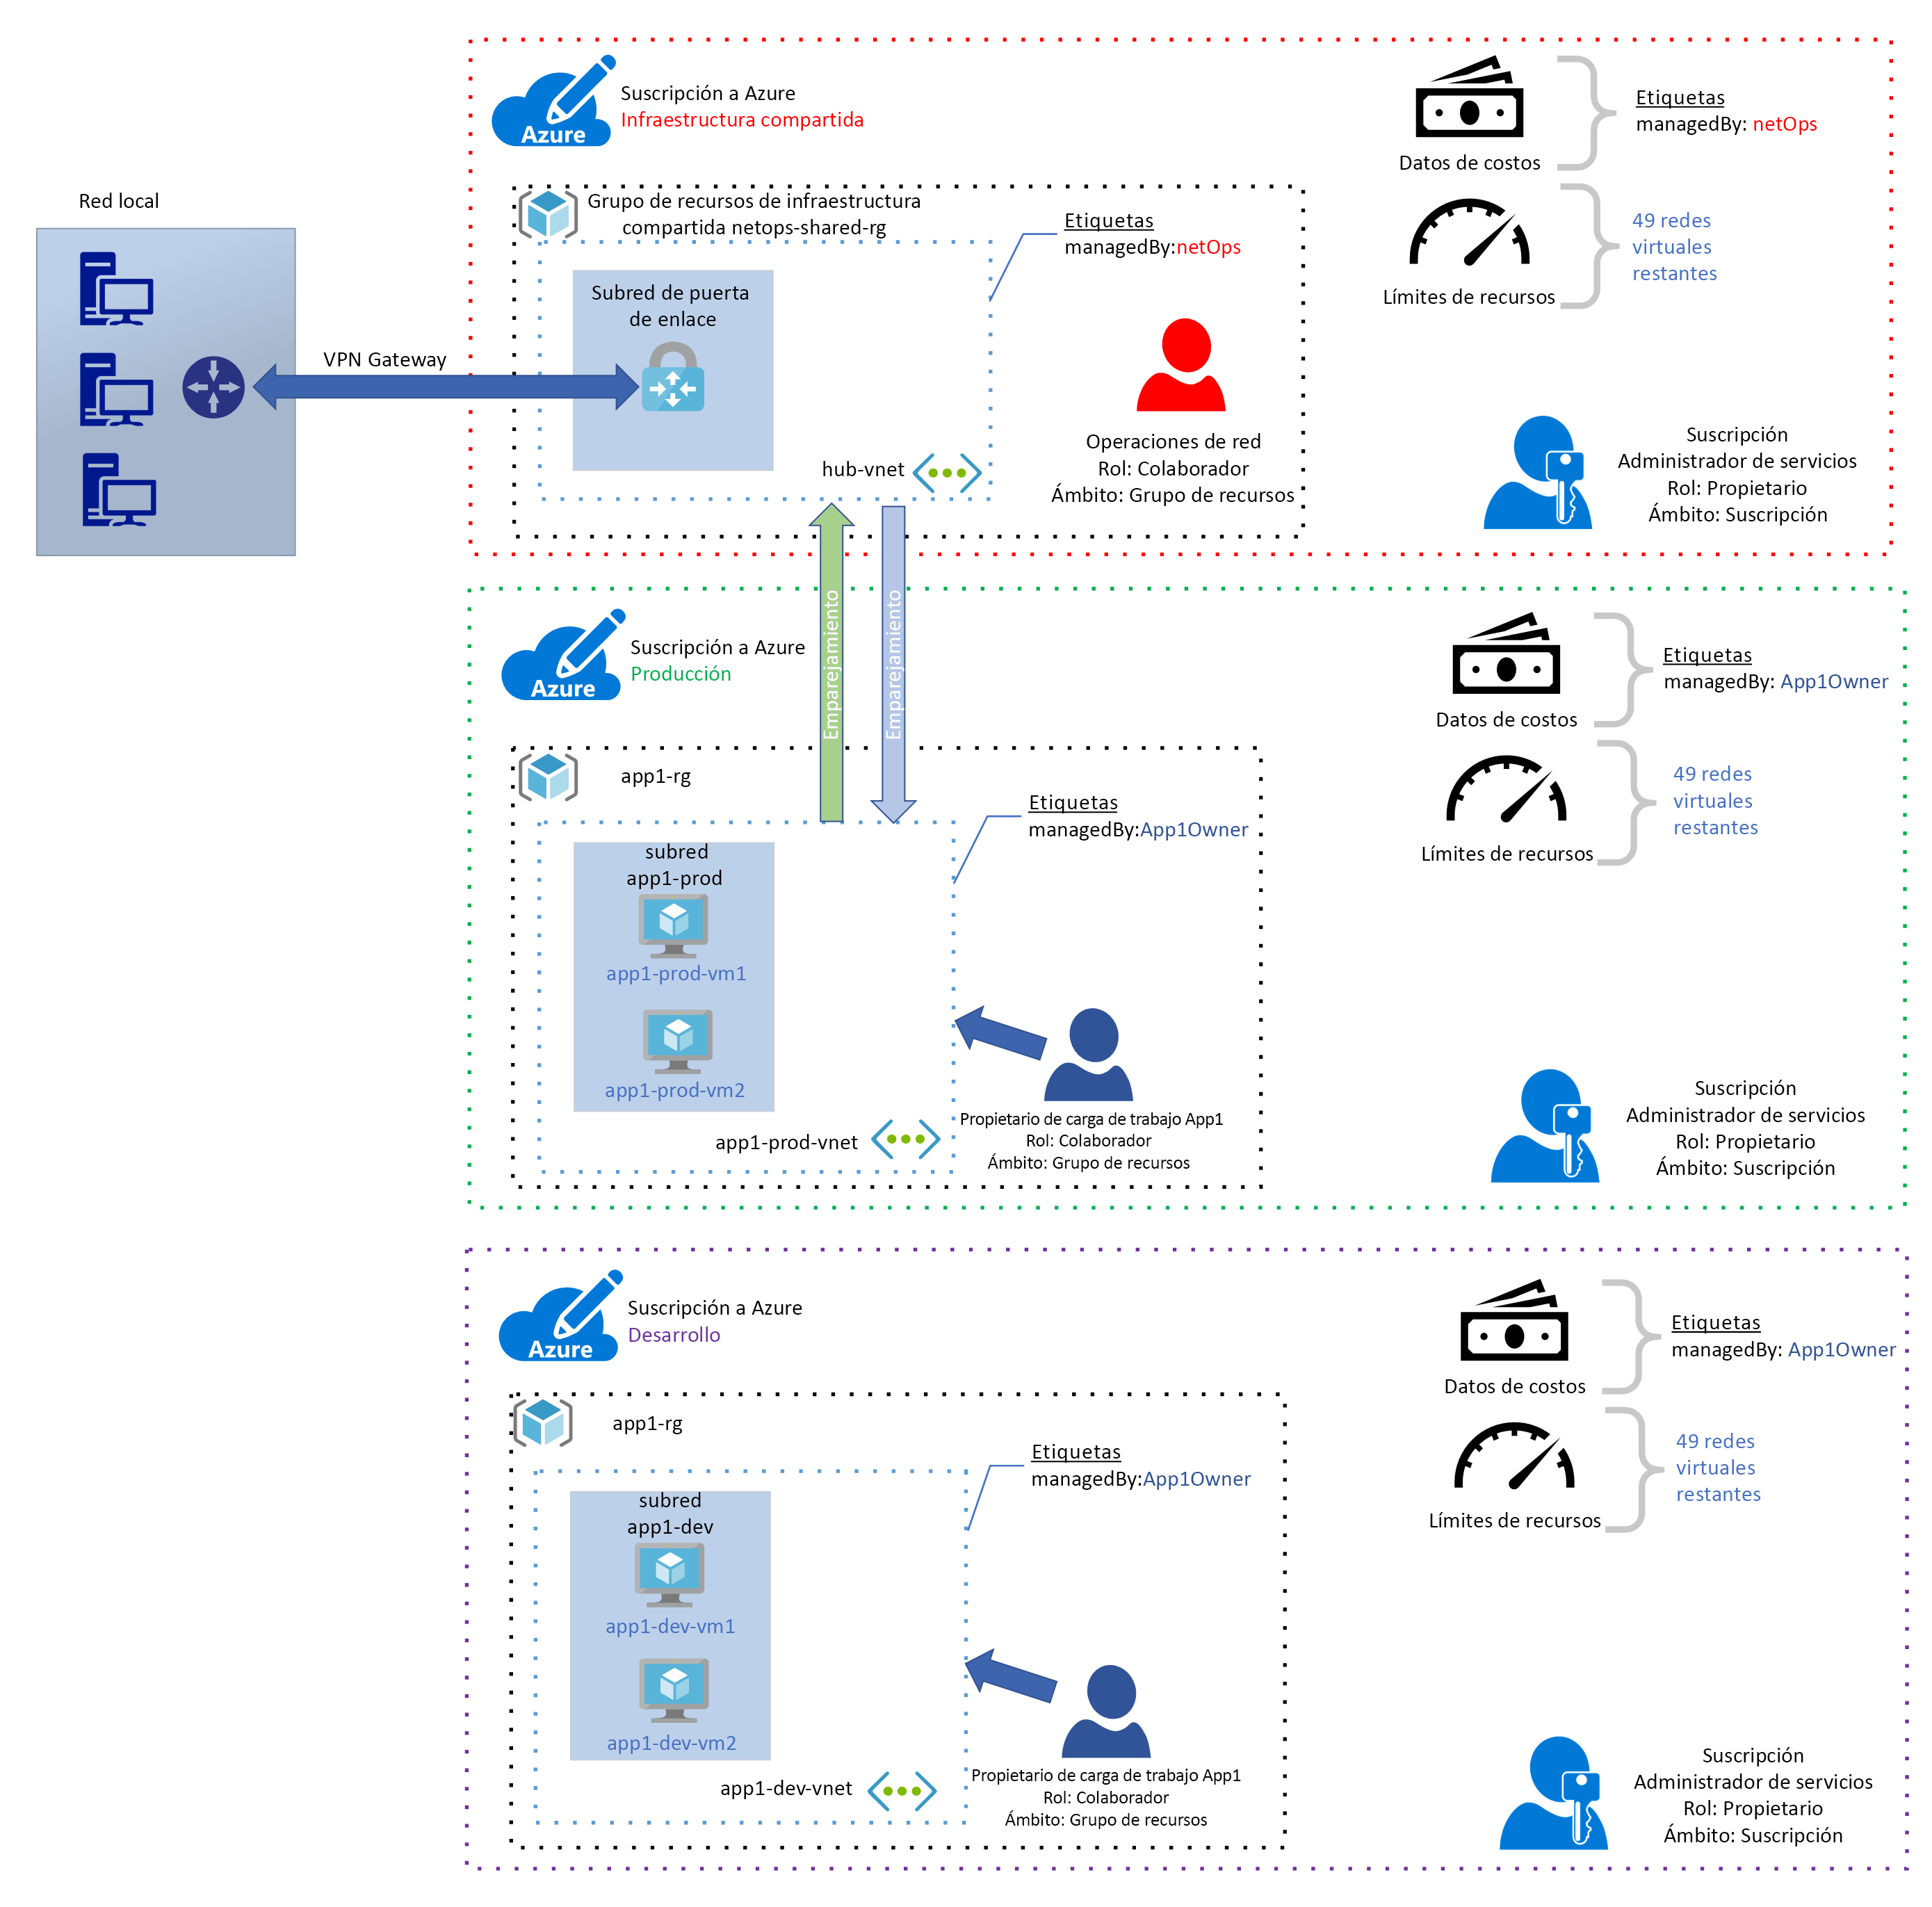 Azure
Suscripción a Azure
Infraestructura compartida
Datos de costos
Etiquetas
managedBy: netOps
Límites de recursos
49 redes
virtuales
restantes
Red local
Grupo de recursos de infraestructura
compartida netops-shared-rg
Etiquetas
managedBy:netOps
Subred de puerta
de enlace
VPN Gateway
hub-vnet
Operaciones de red
Rol: Colaborador
Ámbito: Grupo de recursos
Suscripción
Administrador de servicios
Rol: Propietario
Ámbito: Suscripción
Emparejamiento
Emparejamiento
Azure
Suscripción a Azure
Producción
Datos de costos
Etiquetas
managedBy: App1Owner
Límites de recursos
49 redes
virtuales
restantes
app1-rg
Etiquetas
managedBy:App1Owner
subred
app1-prod
app1-prod-vm1
app1-prod-vm2
app1-prod-vnet
Propietario de carga de trabajo App1
Rol: Colaborador
Ámbito: Grupo de recursos
Suscripción
Administrador de servicios
Rol: Propietario
Ámbito: Suscripción
Azure
Suscripción a Azure
Desarrollo
Datos de costos
Etiquetas
managedBy: App1Owner
Límites de recursos
49 redes
virtuales
restantes
app1-rg
Etiquetas
managedBy:App1Owner
subred
app1-dev
app1-dev-vm1
app1-dev-vm2
app1-dev-vnet
Propietario de carga de trabajo App1
Rol: Colaborador
Ámbito: Grupo de recursos
Suscripción
Administrador de servicios
Rol: Propietario
Ámbito: Suscripción